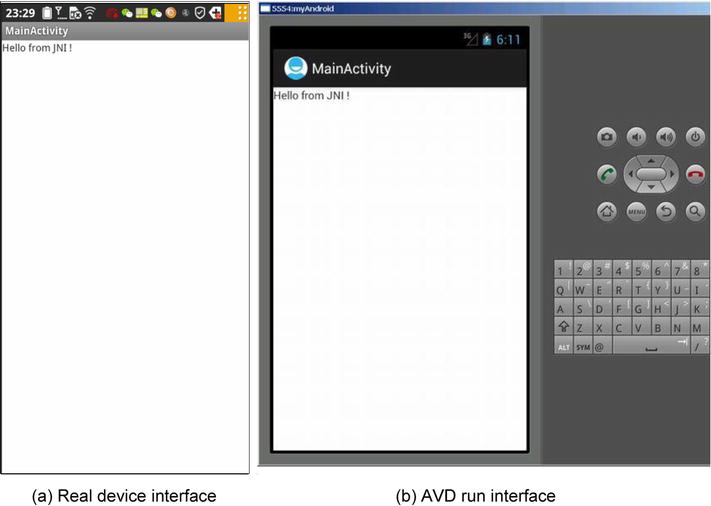 23:29
MainActivity
Hello from JNI !
5554:myAndroid
3G 6:11
MainActivity
Hello from JNI !
MENU
1 ! 2 @ 3 # 4 $ 5 % 6 ^ 7 & 8 *
Q W E R T Y U I
A S D F G H J K
Z X C V B N M
ALT SYM @ / ?
(a) Real device interface
(b) AVD run interface